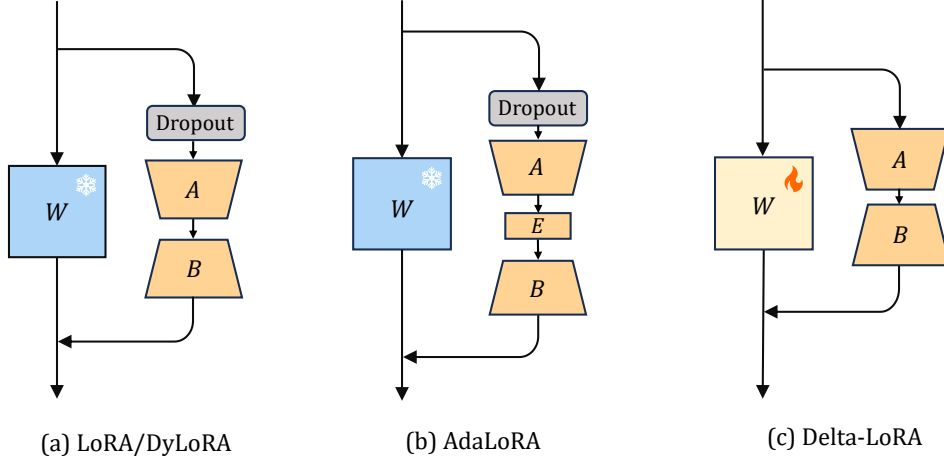 Dropout
W
A
B
(a) LoRA/DyLoRA
Dropout
W
A
E
B
(b) AdaLoRA
W
A
B
(c) Delta-LoRA